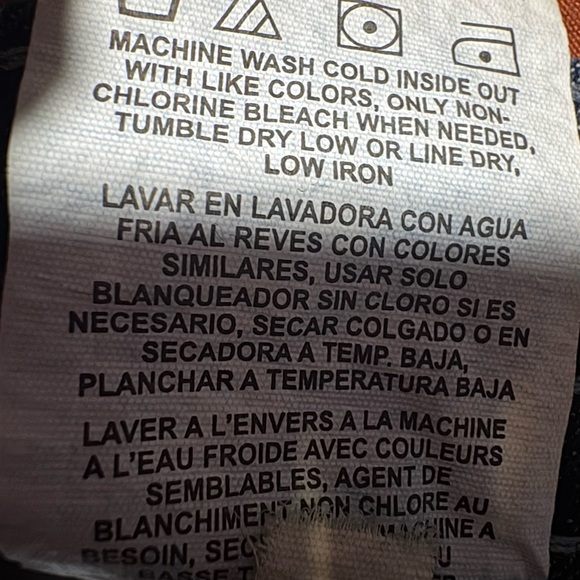 MACHINE WASH COLD INSIDE OUT
WITH LIKE COLORS, ONLY NON-
CHLORINE BLEACH WHEN NEEDED,
TUMBLE DRY LOW OR LINE DRY,
LOW IRON
LAVAR EN LAVADORA CON AGUA
FRIA AL REVES CON COLORES
SIMILARES, USAR SOLO
BLANQUEADOR SIN CLORO SI ES
NECESARIO, SECAR COLGADO O EN
SECADORA A TEMP. BAJA,
PLANCHAR A TEMPERATURA BAJA
LAVER A L'ENVERS A LA MACHINE
A L'EAU FROIDE AVEC COULEURS
SEMBLABLES, AGENT DE
BLANCHIMENT NON CHLORE AU
BESOIN, MACHINE A
BASSE